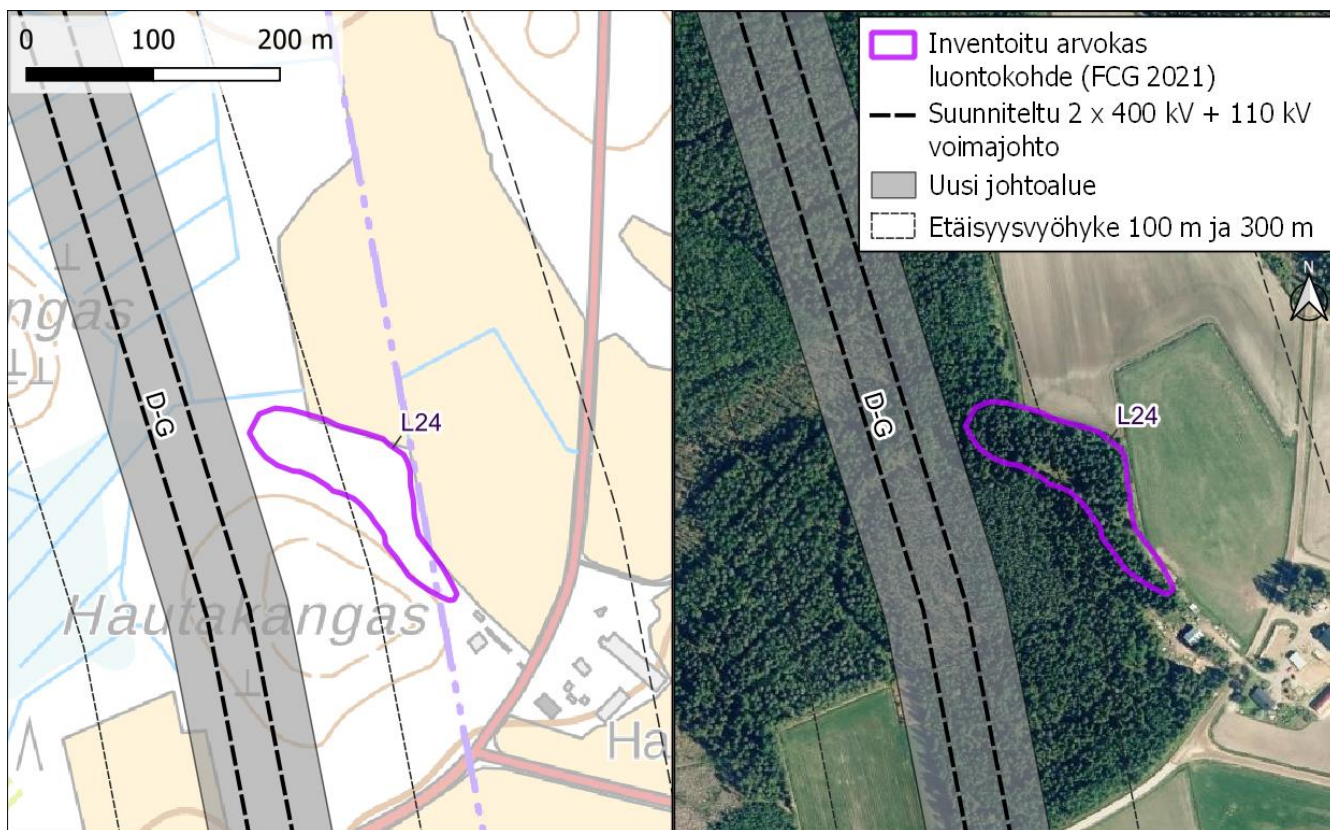 0 100 200 m
Inventoitu arvokas
luontokohde (FCG 2021)
Suunniteltu 2 x 400 kV + 110 kV
voimajohto
Uusi johtoalue
Etäisyysvyöhyke 100 m ja 300 m
N
ngas
D-G
L24
Hautakangas
Ha
D-G
L24